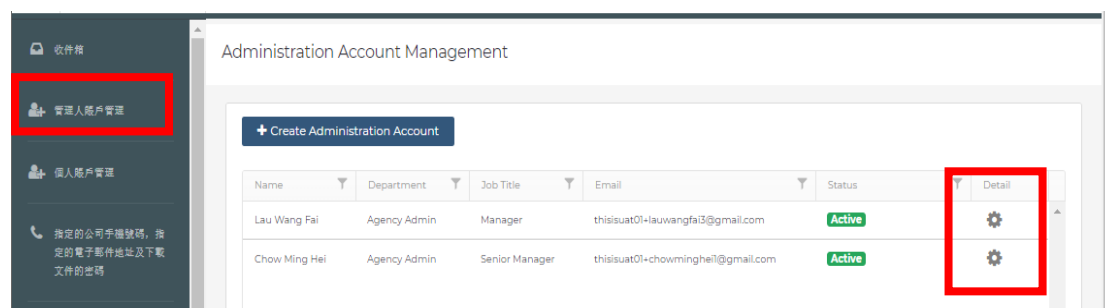 收件箱
Administration Account Management
管理人賬戶管理
+ Create Administration Account
個人賬戶管理
Name Department Job Title Email Status Detail
Lau Wang Fai Agency Admin Manager thisisuat01+lauwangfai3@gmail.com Active
指定的公司手提號碼，指
定的電子郵件地址及下載
文件的密碼
Chow Ming Hei Agency Admin Senior Manager thisisuat01+chowminghei1@gmail.com Active